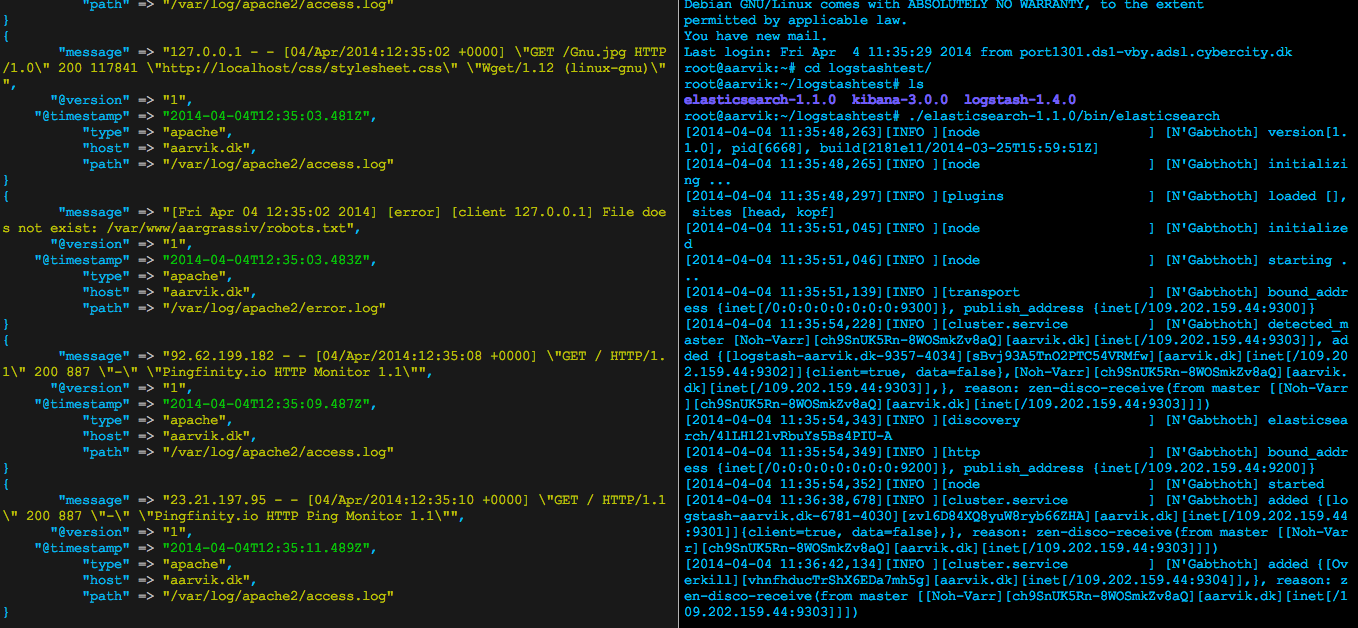 "path" => "/var/log/apache2/access.log"
}
{
"message" => "127.0.0.1 - - [04/Apr/2014:12:35:02 +0000] \"GET /Gnu.jpg HTTP
/1.0\" 200 117841 \"http://localhost/css/stylesheet.css\" \"Wget/1.12 (linux-gnu)\"
",
"@version" => "1",
"@timestamp" => "2014-04-04T12:35:03.481Z",
"type" => "apache",
"host" => "aarvik.dk",
"path" => "/var/log/apache2/access.log"
}
{
"message" => "[Fri Apr 04 12:35:02 2014] [error] [client 127.0.0.1] File doe
s not exist: /var/www/aargrassiv/robots.txt",
"@version" => "1",
"@timestamp" => "2014-04-04T12:35:03.483Z",
"type" => "apache",
"host" => "aarvik.dk",
"path" => "/var/log/apache2/error.log"
}
{
"message" => "92.62.199.182 - - [04/Apr/2014:12:35:08 +0000] \"GET / HTTP/1.
1\" 200 887 \"-\" \"Pingfinity.io HTTP Monitor 1.1\"",
"@version" => "1",
"@timestamp" => "2014-04-04T12:35:09.487Z",
"type" => "apache",
"host" => "aarvik.dk",
"path" => "/var/log/apache2/access.log"
}
{
"message" => "23.21.197.95 - - [04/Apr/2014:12:35:10 +0000] \"GET / HTTP/1.1
\" 200 887 \"-\" \"Pingfinity.io HTTP Ping Monitor 1.1\"",
"@version" => "1",
"@timestamp" => "2014-04-04T12:35:11.489Z",
"type" => "apache",
"host" => "aarvik.dk",
"path" => "/var/log/apache2/access.log"
}
Debian GNU/Linux comes with ABSOLUTELY NO WARRANTY, to the extent
permitted by applicable law.
You have new mail.
Last login: Fri Apr  4 11:35:29 2014 from port1301.ds1-vby.adsl.cybercity.dk
root@aarvik:~# cd logstashtest/
root@aarvik:~/logstashtest# ls
elasticsearch-1.1.0  kibana-3.0.0  logstash-1.4.0
root@aarvik:~/logstashtest# ./elasticsearch-1.1.0/bin/elasticsearch
[2014-04-04 11:35:48,263][INFO ][node                     ] [N'Gabthoth] version[1.
1.0], pid[6668], build[2181e11/2014-03-25T15:59:51Z]
[2014-04-04 11:35:48,265][INFO ][node                     ] [N'Gabthoth] initializi
ng ...
[2014-04-04 11:35:48,297][INFO ][plugins                  ] [N'Gabthoth] loaded [],
sites [head, kopf]
[2014-04-04 11:35:51,045][INFO ][node                     ] [N'Gabthoth] initialize
d
[2014-04-04 11:35:51,046][INFO ][node                     ] [N'Gabthoth] starting .
..
[2014-04-04 11:35:51,139][INFO ][transport                ] [N'Gabthoth] bound_addr
ess {inet[/0:0:0:0:0:0:0:0:9300]}, publish_address {inet[/109.202.159.44:9300]}
[2014-04-04 11:35:54,228][INFO ][cluster.service          ] [N'Gabthoth] detected_m
aster [Noh-Varr][ch9SnUK5Rn-8WOSmkZv8aQ][aarvik.dk][inet[/109.202.159.44:9303]], ad
ded {[logstash-aarvik.dk-9357-4034][sBvj93A5TnO2PTC54VRMfw][aarvik.dk][inet[/109.20
2.159.44:9302]]{client=true, data=false},[Noh-Varr][ch9SnUK5Rn-8WOSmkZv8aQ][aarvik.
dk][inet[/109.202.159.44:9303]],}, reason: zen-disco-receive(from master [[Noh-Varr
][ch9SnUK5Rn-8WOSmkZv8aQ][aarvik.dk][inet[/109.202.159.44:9303]]])
[2014-04-04 11:35:54,343][INFO ][discovery                ] [N'Gabthoth] elasticsea
rch/4lLHl2lvRbuYs5Bs4PIU-A
[2014-04-04 11:35:54,349][INFO ][http                     ] [N'Gabthoth] bound_addr
ess {inet[/0:0:0:0:0:0:0:0:9200]}, publish_address {inet[/109.202.159.44:9200]}
[2014-04-04 11:35:54,352][INFO ][node                     ] [N'Gabthoth] started
[2014-04-04 11:36:38,678][INFO ][cluster.service          ] [N'Gabthoth] added {[lo
gstash-aarvik.dk-6781-4030][zvl6D84XQ8yuW8ryb66ZHA][aarvik.dk][inet[/109.202.159.44
:9301]]{client=true, data=false},}, reason: zen-disco-receive(from master [[Noh-Var
r][ch9SnUK5Rn-8WOSmkZv8aQ][aarvik.dk][inet[/109.202.159.44:9303]]])
[2014-04-04 11:36:42,134][INFO ][cluster.service          ] [N'Gabthoth] added {[Ov
erkill][vhnfhducTrShX6EDa7mh5g][aarvik.dk][inet[/109.202.159.44:9304]],}, reason: z
en-disco-receive(from master [[Noh-Varr][ch9SnUK5Rn-8WOSmkZv8aQ][aarvik.dk][inet[/1
09.202.159.44:9303]]])